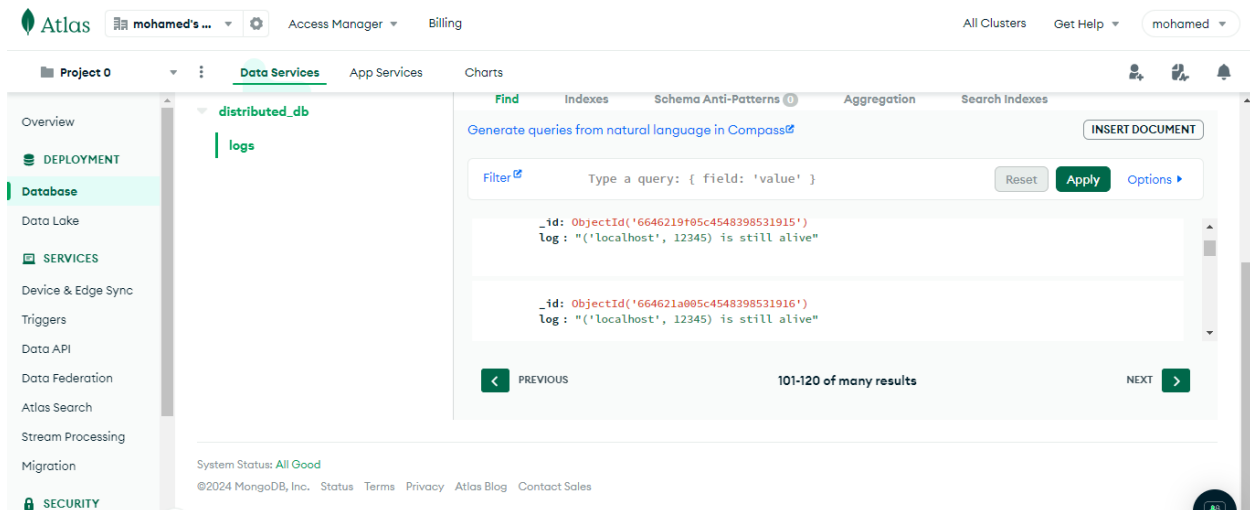 Atlas mohamed's ... Access Manager Billing All Clusters Get Help mohamed
Project 0 Data Services App Services Charts
Overview
DEPLOYMENT
Database
Data Lake
SERVICES
Device & Edge Sync
Triggers
Data API
Data Federation
Atlas Search
Stream Processing
Migration
SECURITY
distributed_db
logs
Find Indexes Schema Anti-Patterns 0 Aggregation Search Indexes
Generate queries from natural language in Compass INSERT DOCUMENT
Filter Type a query: { field: 'value' } Reset Apply Options
_id: ObjectId('6646219f05c4548398531915')
log : "('localhost', 12345) is still alive"
_id: ObjectId('664621a005c4548398531916')
log : "('localhost', 12345) is still alive"
PREVIOUS 101-120 of many results NEXT
System Status: All Good
©2024 MongoDB, Inc. Status Terms Privacy Atlas Blog Contact Sales